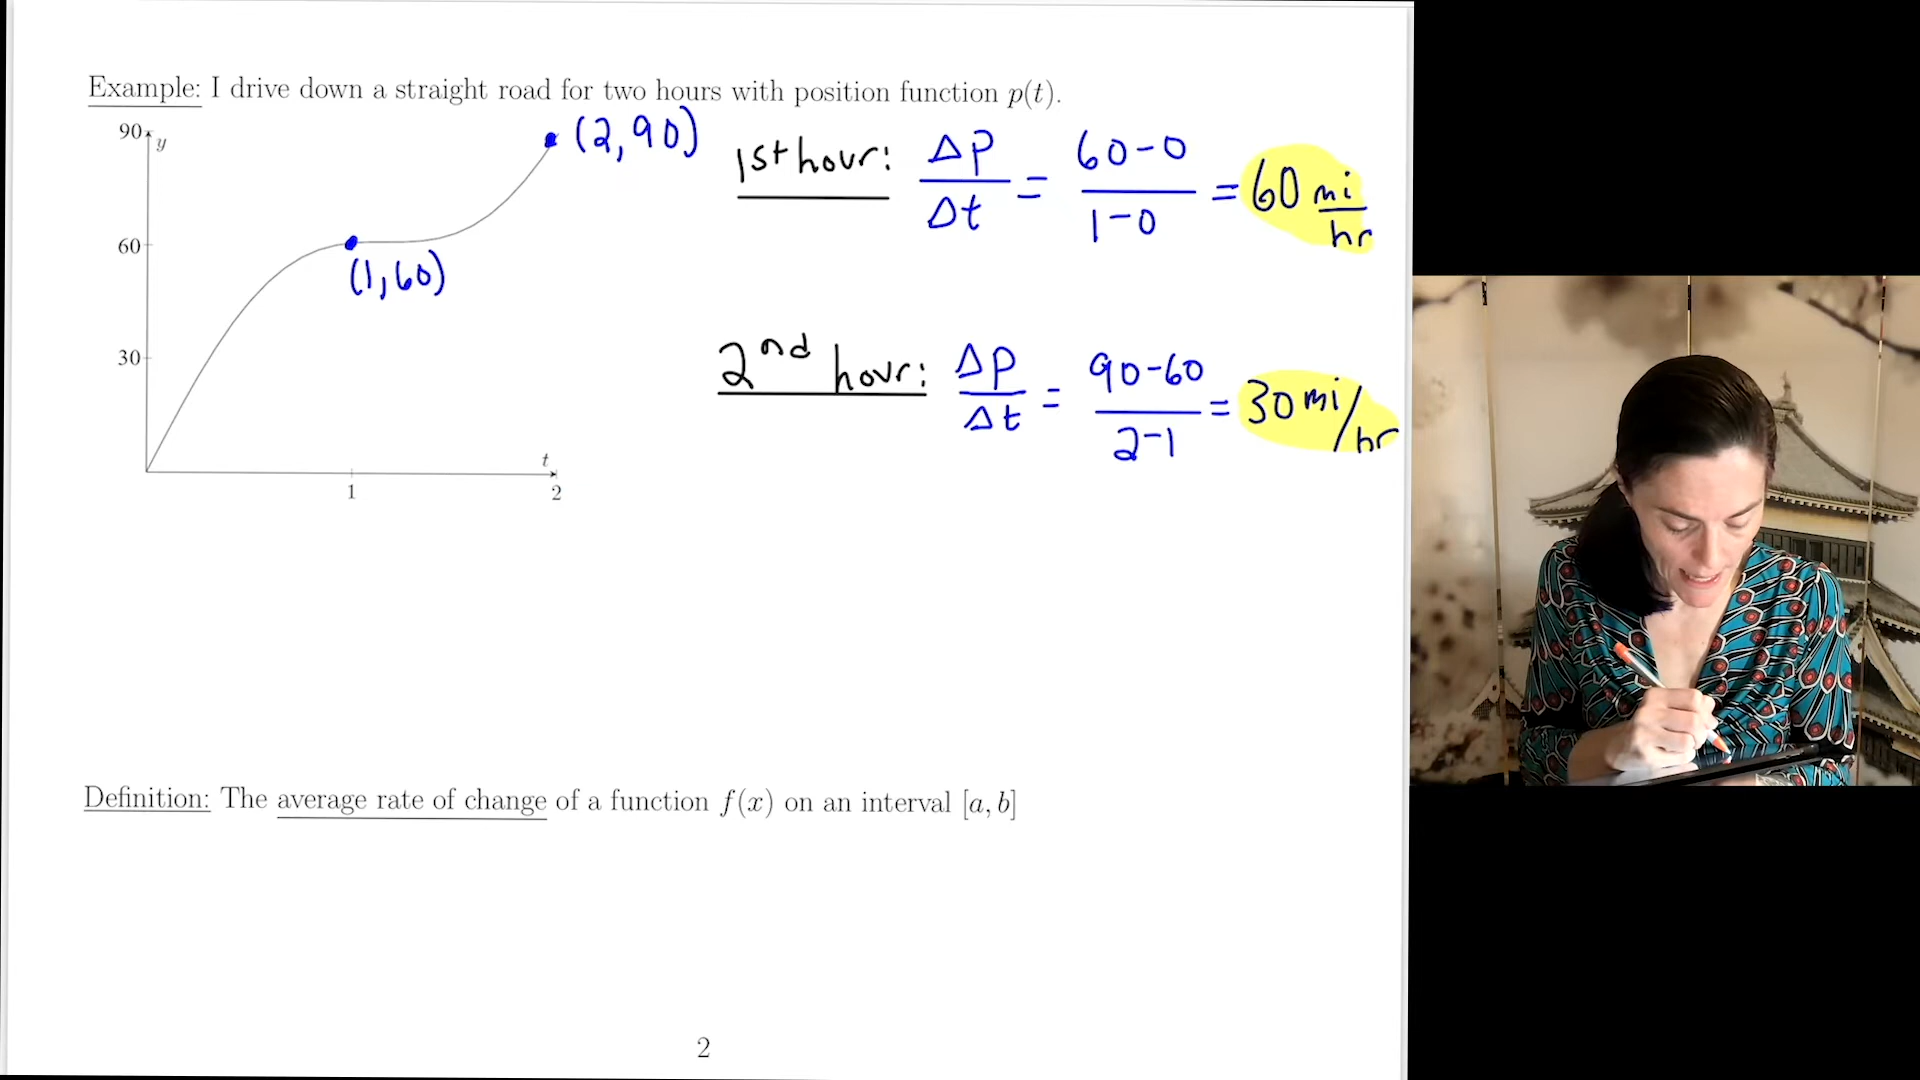 Example: I drive down a straight road for two hours with position function p(t).
90 y
(2,90)
60
(1,60)
30
t
1 2
1st hour: Δp/Δt = 60-0/1-0 = 60 mi/hr
2nd hour: Δp/Δt = 90-60/2-1 = 30 mi/hr
Definition: The average rate of change of a function f(x) on an interval [a, b]
2